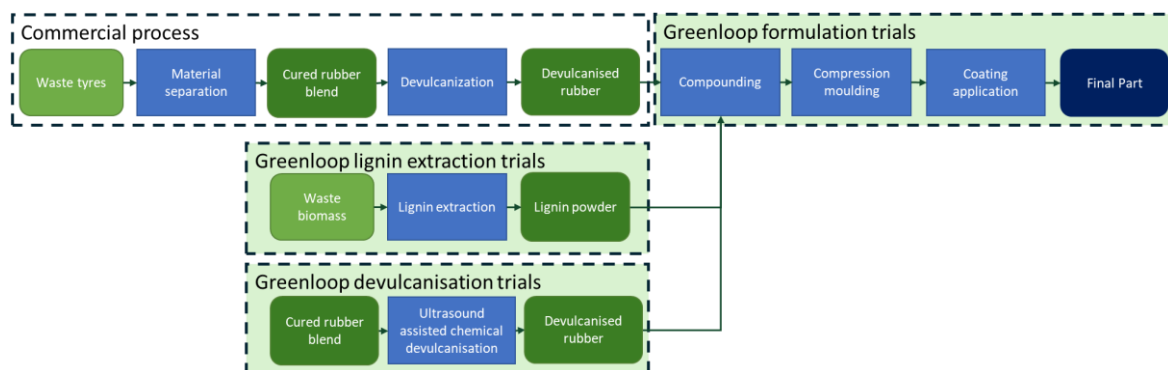 Commercial process
Waste tyres
Material
separation
Cured rubber
blend
Devulcanization
Devulcanised
rubber
Greenloop formulation trials
Compounding
Compression
moulding
Coating
application
Final Part
Greenloop lignin extraction trials
Waste
biomass
Lignin extraction
Lignin powder
Greenloop devulcanisation trials
Cured rubber
blend
Ultrasound
assisted chemical
devulcanisation
Devulcanised
rubber